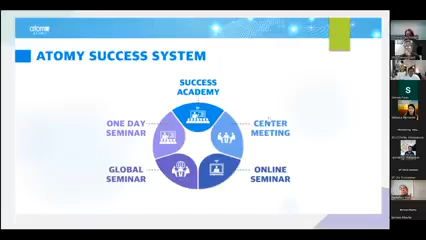 atomy
ATOMY SUCCESS SYSTEM
SUCCESS
ACADEMY
ONE DAY
SEMINAR
CENTER
MEETING
GLOBAL
SEMINAR
ONLINE
SEMINAR
S